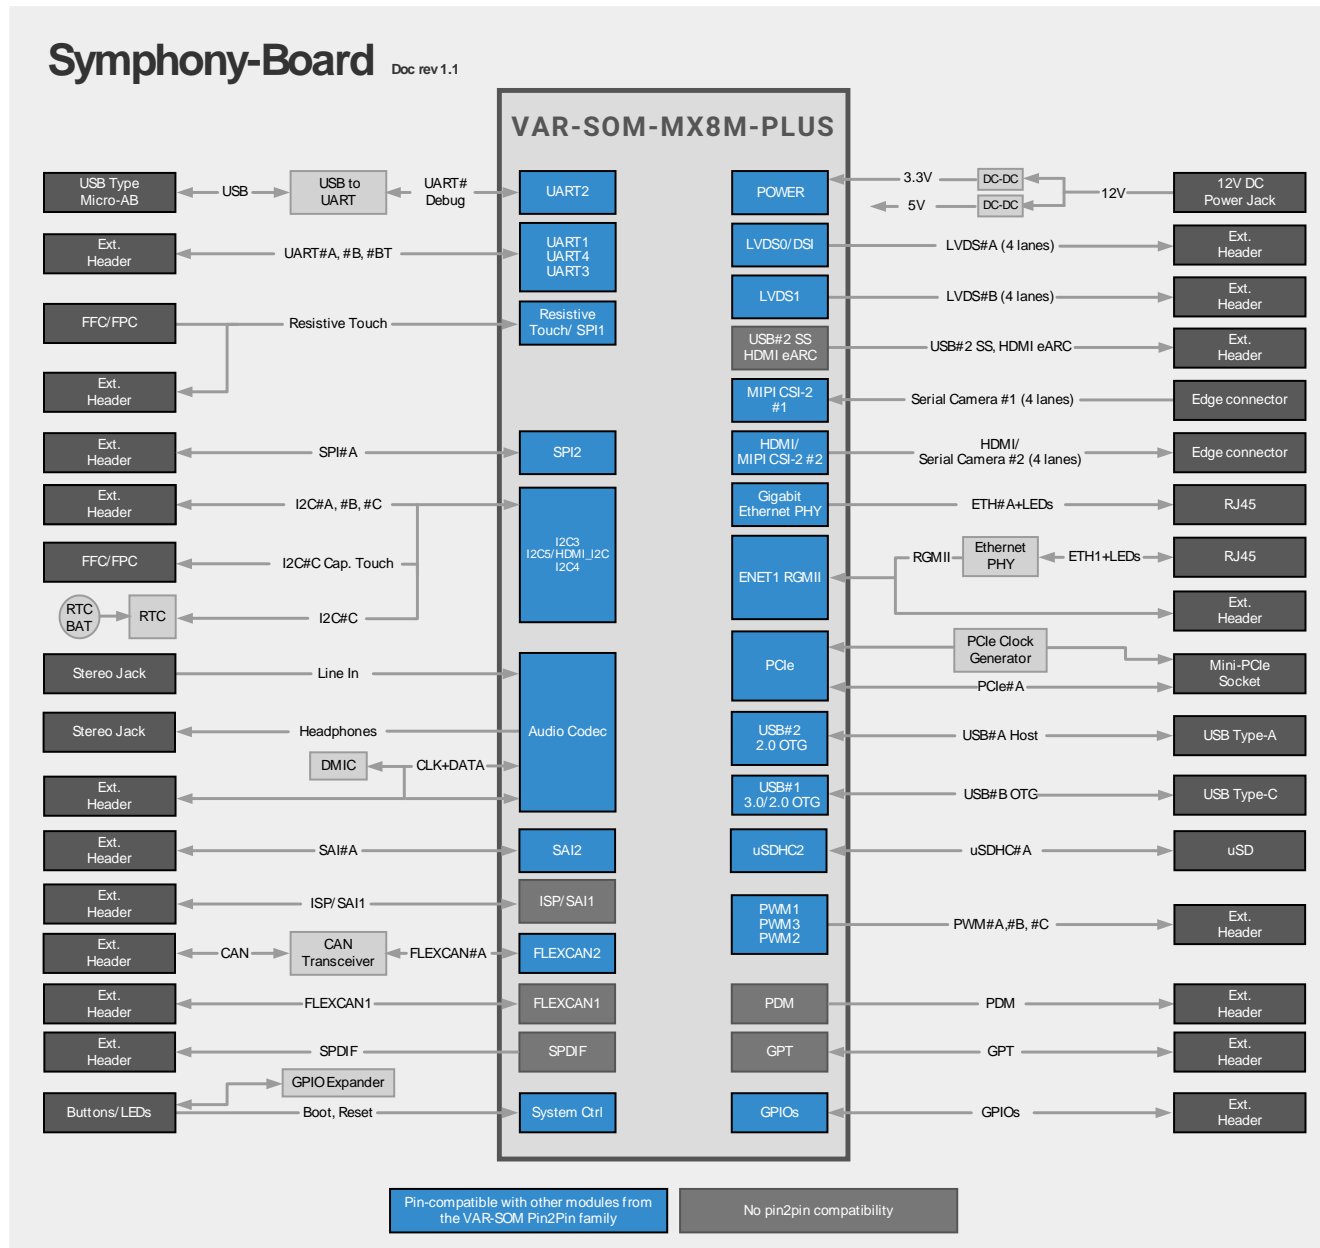 Symphony-Board Doc rev 1.1
VAR-SOM-MX8M-PLUS
USB Type
Micro-AB
USB
USB to
UART
UART#
Debug
UART2
Ext.
Header
UART#A, #B, #BT
UART1
UART4
UART3
FFC/FPC
Resistive Touch
Resistive
Touch/ SPI1
Ext.
Header
Ext.
Header
SPI#A
SPI2
Ext.
Header
I2C#A, #B, #C
I2C3
I2C5/HDMI_I2C
I2C4
FFC/FPC
I2C#C Cap. Touch
RTC
BAT
RTC
I2C#C
Stereo Jack
Line In
Audio Codec
Stereo Jack
Headphones
DMIC
CLK+DATA
Ext.
Header
Ext.
Header
SAI#A
SAI2
Ext.
Header
ISP/ SAI1
ISP/ SAI1
Ext.
Header
CAN
CAN
Transceiver
FLEXCAN#A
FLEXCAN2
Ext.
Header
FLEXCAN1
FLEXCAN1
Ext.
Header
SPDIF
SPDIF
GPIO Expander
Buttons/ LEDs
Boot, Reset
System Ctrl
POWER
3.3V
DC-DC
5V
DC-DC
12V
12V DC
Power Jack
LVDS0/ DSI
LVDS#A (4 lanes)
Ext.
Header
LVDS1
LVDS#B (4 lanes)
Ext.
Header
USB#2 SS
HDMI eARC
USB#2 SS, HDMI eARC
Ext.
Header
MIPI CSI-2
#1
Serial Camera #1 (4 lanes)
Edge connector
HDMI/
MIPI CSI-2 #2
HDMI/
Serial Camera #2 (4 lanes)
Edge connector
Gigabit
Ethernet PHY
ETH#A+LEDs
RJ45
ENET1 RGMII
RGMII
Ethernet
PHY
ETH1+LEDs
RJ45
Ext.
Header
PCIe
PCIe Clock
Generator
PCIe#A
Mini-PCIe
Socket
USB#2
2.0 OTG
USB#A Host
USB Type-A
USB#1
3.0/2.0 OTG
USB#B OTG
USB Type-C
uSDHC2
uSDHC#A
uSD
PWM1
PWM3
PWM2
PWM#A,#B, #C
Ext.
Header
PDM
PDM
Ext.
Header
GPT
GPT
Ext.
Header
GPIOs
GPIOs
Ext.
Header
Pin-compatible with other modules from
the VAR-SOM Pin2Pin family
No pin2pin compatibility